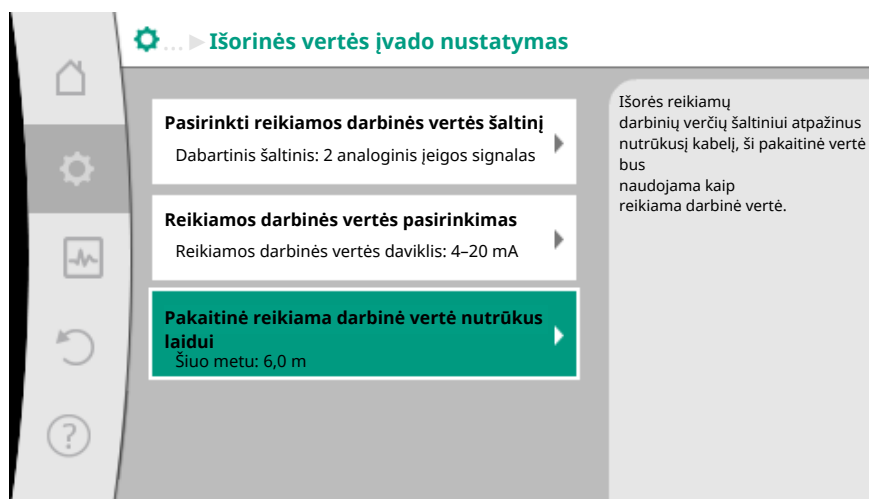 ... Išorinės vertės įvado nustatymas
Pasirinkti reikiamos darbinės vertės šaltinį
Dabartinis šaltinis: 2 analoginis įeigos signalas
Reikiamos darbinės vertės pasirinkimas
Reikiamos darbinės vertės daviklis: 4–20 mA
Pakaitinė reikiama darbinė vertė nutrūkus
laidui
Šiuo metu: 6,0 m
?
Išorės reikiamų
darbinių verčių šaltiniui atpažinus
nutrūkusį kabelį, ši pakaitinė vertė
bus
naudojama kaip
reikiama darbinė vertė.